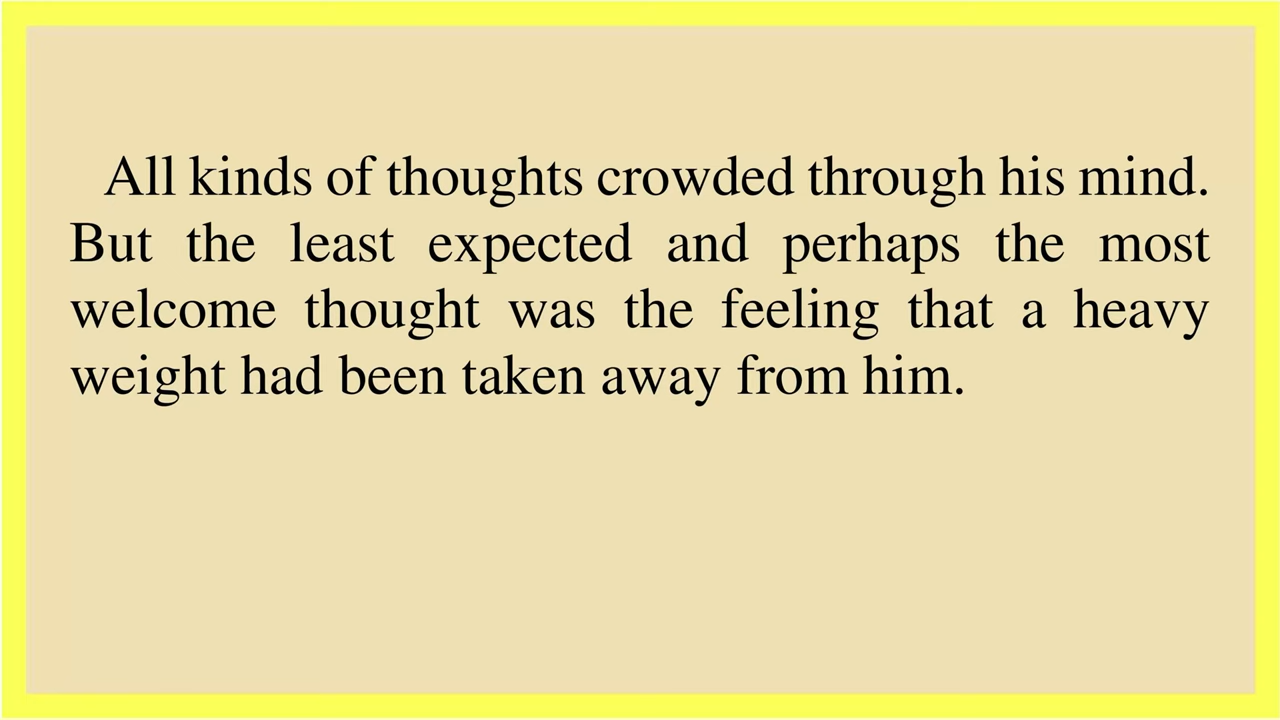 All kinds of thoughts crowded through his mind.
But the least expected and perhaps the most
welcome thought was the feeling that a heavy
weight had been taken away from him.